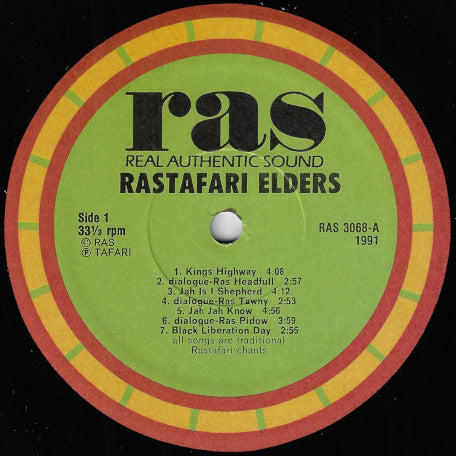 ras
REAL AUTHENTIC SOUND
RASTAFARI ELDERS
Side 1
33⅓ rpm
© RAS
℗ TAFARI
RAS 3068-A
1991
1. Kings Highway 4:08
2. dialogue-Ras Headfull 2:57
3. Jah Is I Shepherd 4:12
4. dialogue-Ras Tawny 2:53
5. Jah Jah Know 4:56
6. dialogue-Ras Pidow 3:59
7. Black Liberation Day 2:55
all songs are traditional
Rastafari chants